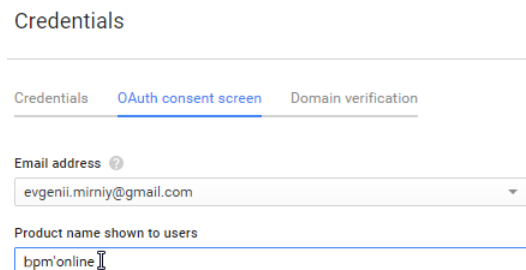 Credentials
Credentials OAuth consent screen Domain verification
Email address ?
evgenii.mirniy@gmail.com
Product name shown to users
bpm'online